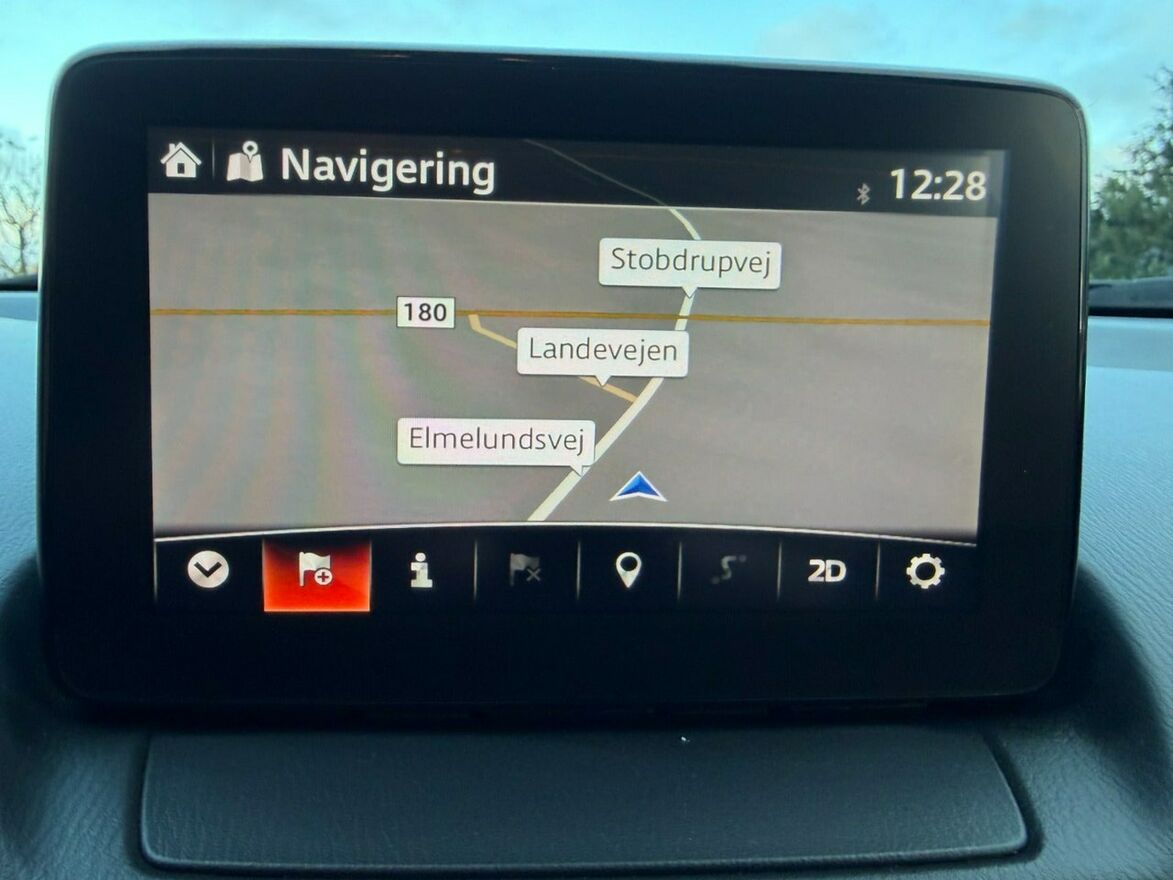 Navigering
12:28
Stobdrupvej
180
Landevejen
Elmelundsvej
2D